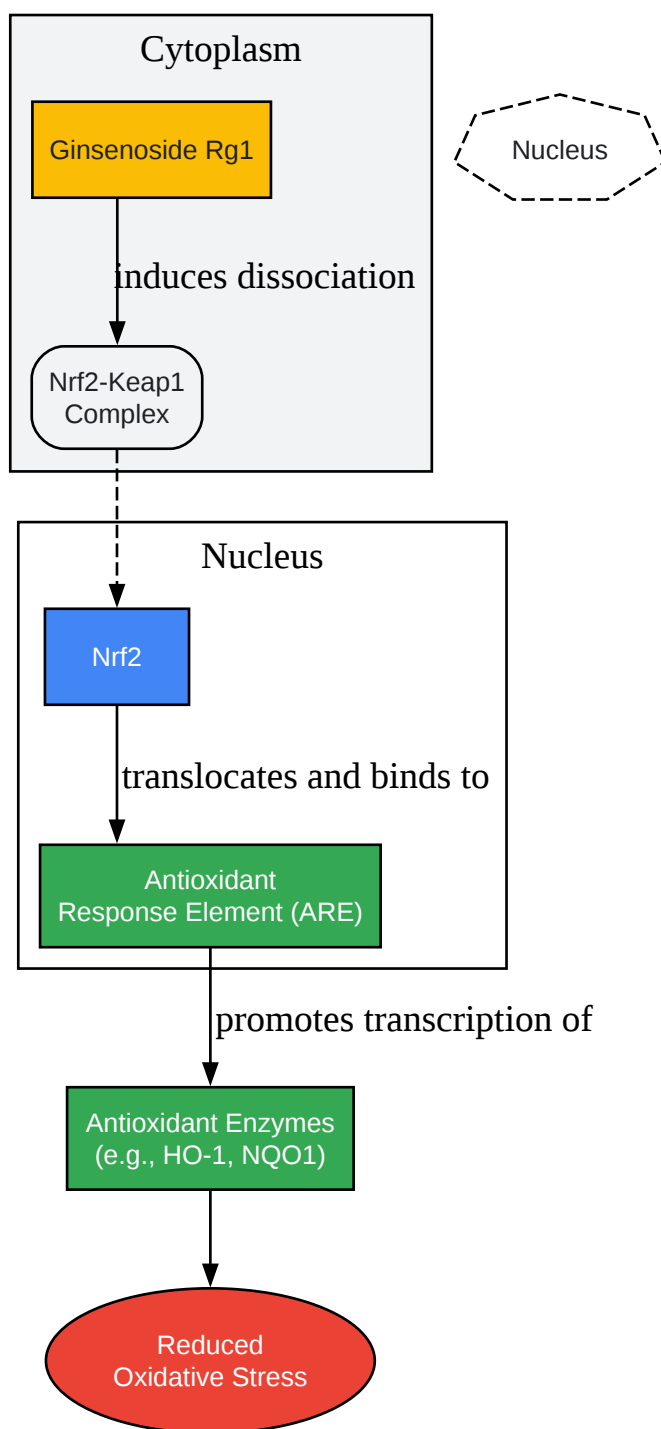 Cytoplasm
Ginsenoside Rg1
Nucleus
induces dissociation
Nrf2-Keap1
Complex
Nucleus
Nrf2
translocates and binds to
Antioxidant
Response Element (ARE)
promotes transcription of
Antioxidant Enzymes
(e.g., HO-1, NQO1)
Reduced
Oxidative Stress